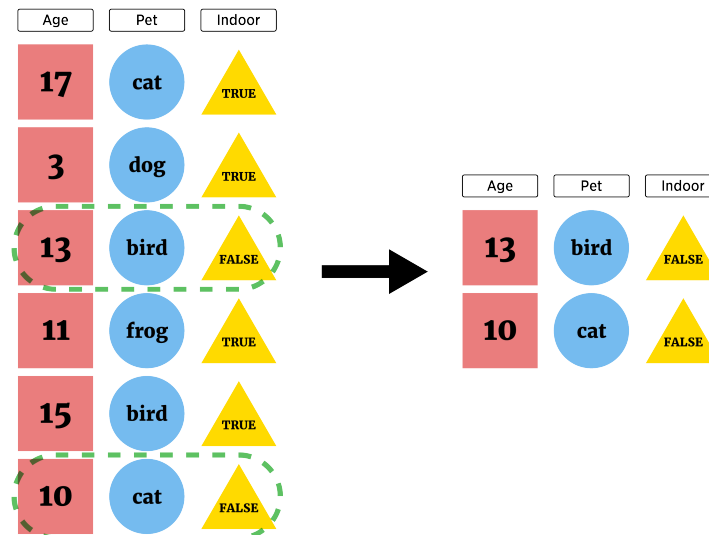 Age Pet Indoor
17 cat TRUE
3 dog TRUE
Age Pet Indoor
13 bird FALSE 13 bird FALSE
11 frog TRUE 10 cat FALSE
15 bird TRUE
10 cat FALSE